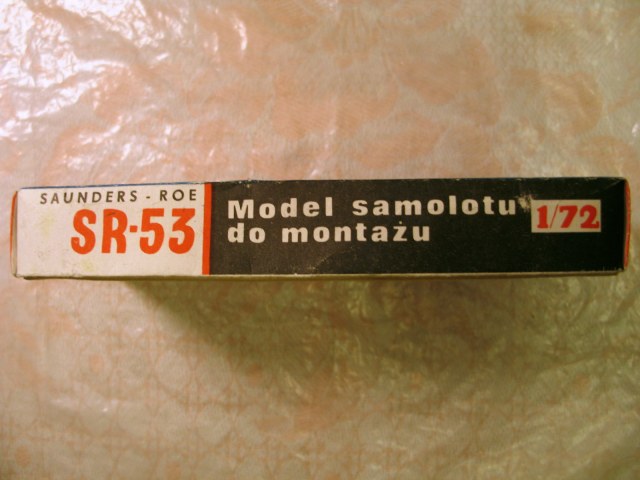 SAUNDERS - ROE
SR-53
Model samolotu
do montażu
1/72